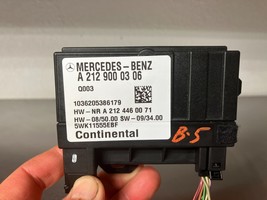 MERCEDES-BENZ
A 212 900 03 06
Q003
1036205386179
HW-NR A 212 446 00 71
HW-08/50.00 SW-09/34.00
5WK11555EBF
Continental
B-5